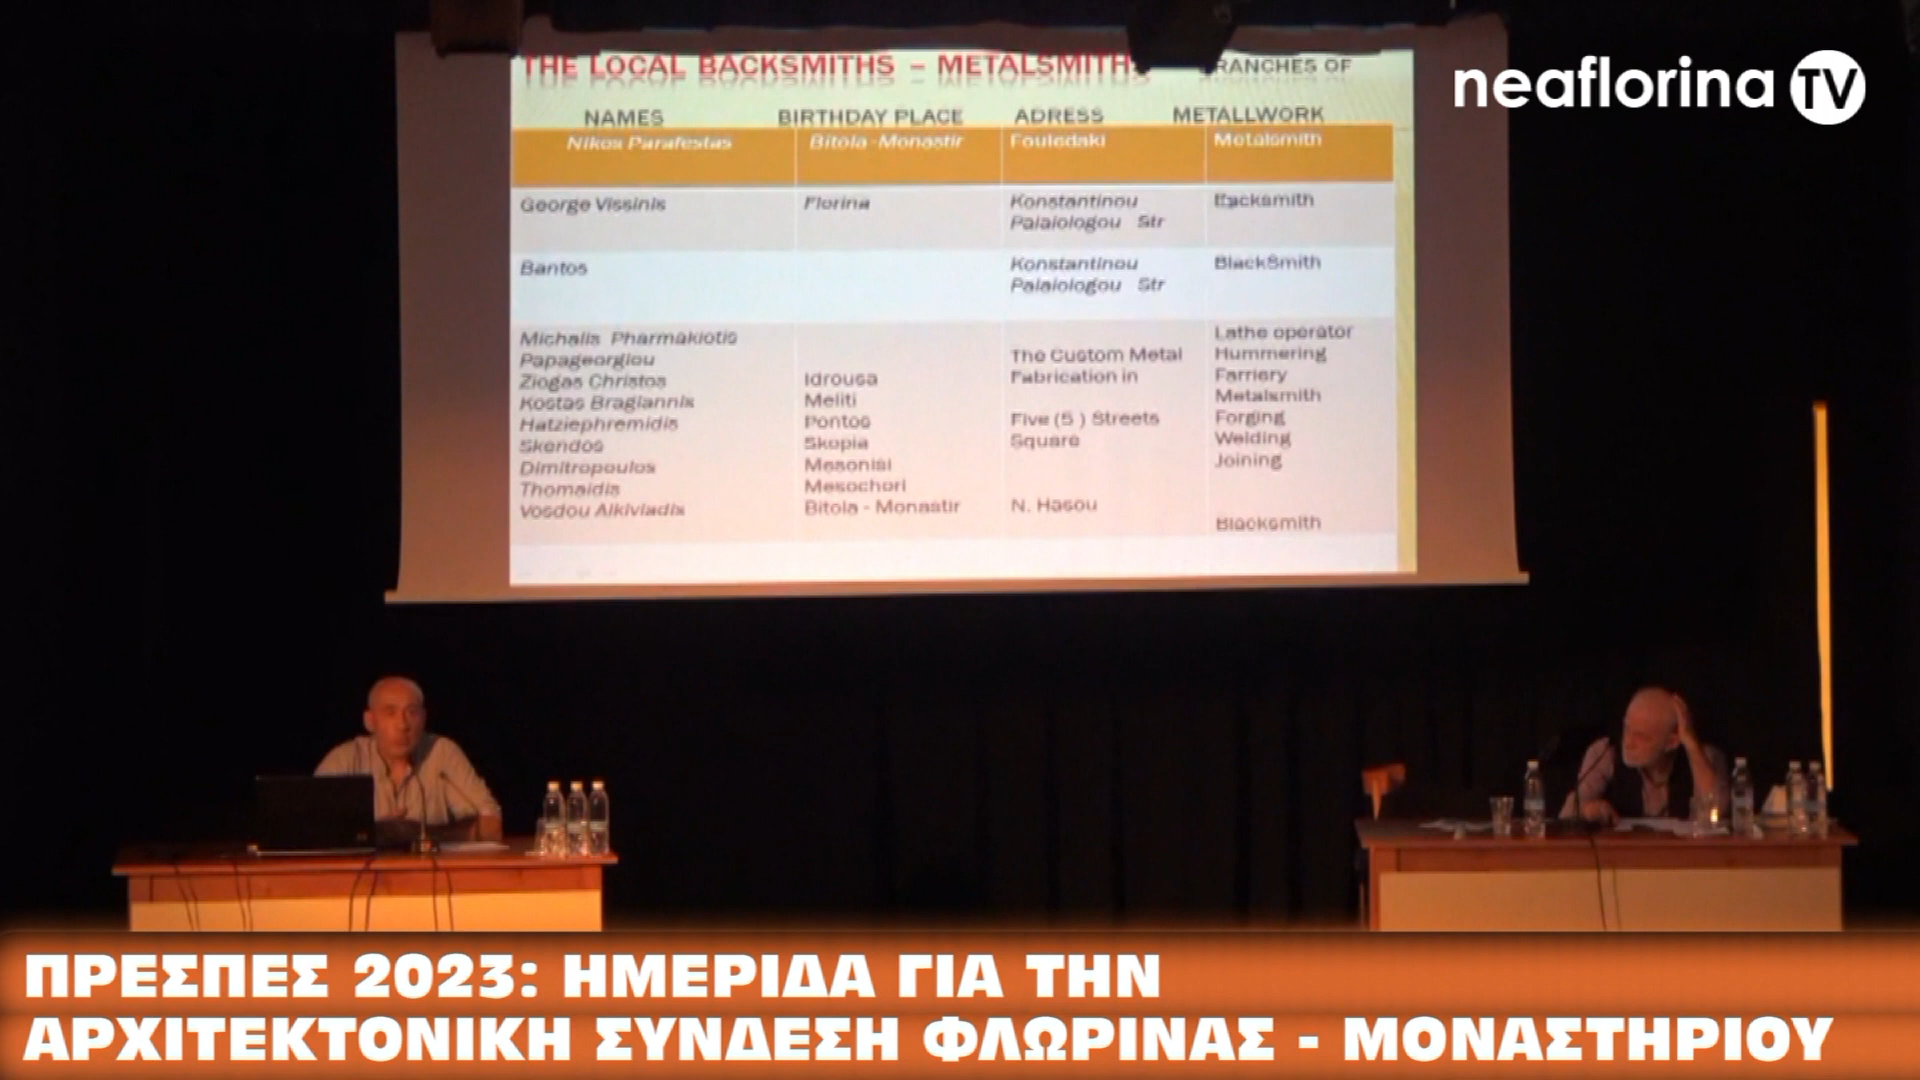 THE LOCAL BACKSMITHS – METALSMITHS BRANCHES OF
NAMES BIRTHDAY PLACE ADRESS METALLWORK
Nikos Parafestas Bitola - Monastir Fouledaki Metalsmith
George Vissinis Florina Konstantinou Backsmith
Palaiologou Str
Bantos Konstantinou BlackSmith
Palaiologou Str
Michalis Pharmakiotis Lathe operator
Papageorgiou The Custom Metal Hummering
Ziogas Christos Idrousa Fabrication in Farriery
Kostas Bragiannis Meliti Metalsmith
Hatziephremidis Pontos Five (5 ) Streets Forging
Skendos Skopia Square Welding
Dimitropoulos Mesonisi Joining
Thomaidis Mesochori
Vosdou Alkiviadis Bitola - Monastir N. Hasou
Blacksmith
neaflorina TV
ΠΡΕΣΠΕΣ 2023: ΗΜΕΡΙΔΑ ΓΙΑ ΤΗΝ
ΑΡΧΙΤΕΚΤΟΝΙΚΗ ΣΥΝΔΕΣΗ ΦΛΩΡΙΝΑΣ - ΜΟΝΑΣΤΗΡΙΟΥ